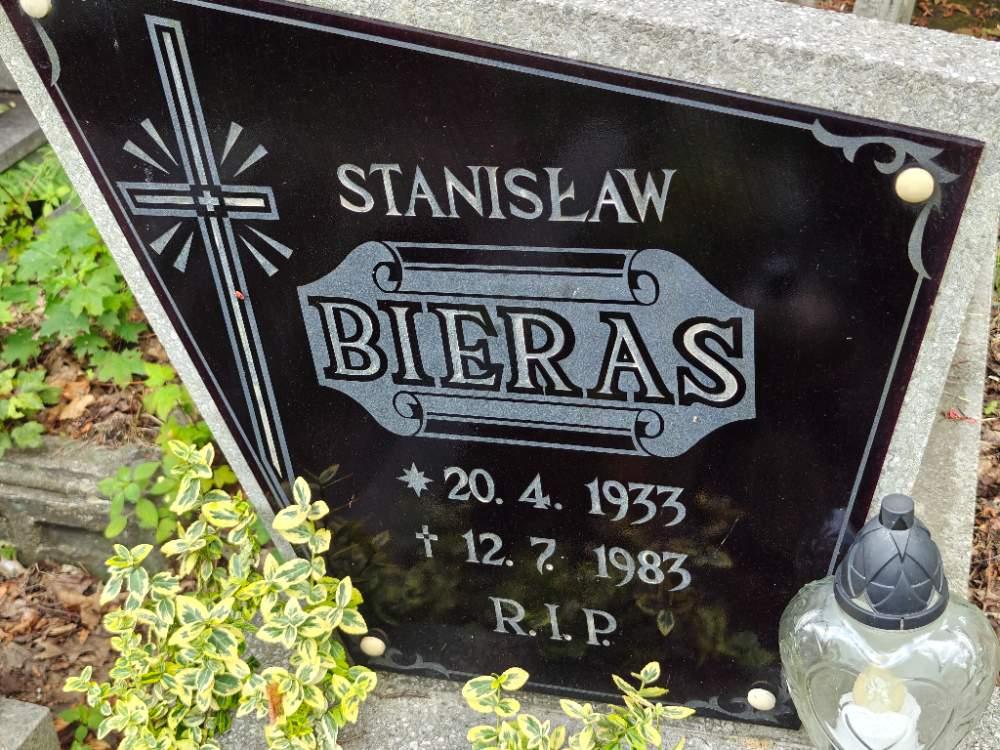 STANISŁAW
BIERAS
20. 4. 1933
12. 7. 1983
R.I.P.